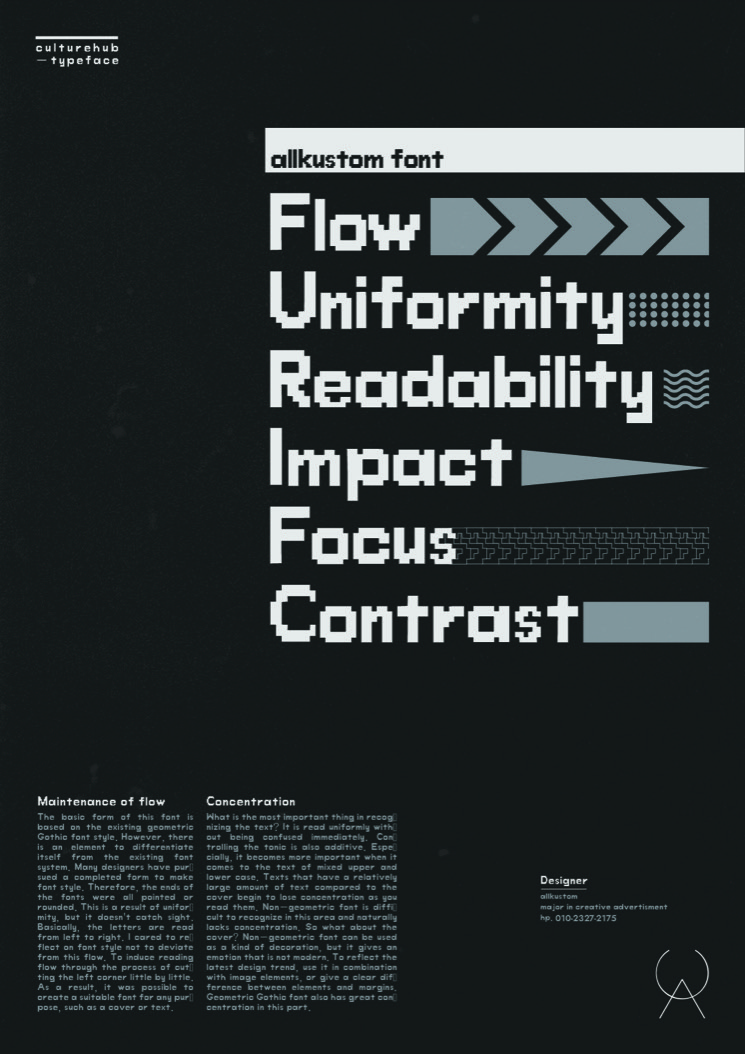 culturehub
—typeface
allkustom font
Flow
Uniformity
Readability
Impact
Focus
Contrast
Maintenance of flow
The basic form of this font is
based on the existing geometric
Gothic font style. However, there
is an element to differentiate
itself from the existing font
system. Many designers have pur▯
sued a completed form to make
font style. Therefore, the ends of
the fonts were all pointed or
rounded. This is a result of unifor▯
mity, but it doesn't catch sight.
Basically, the letters are read
from left to right. I cared to re▯
flect on font style not to deviate
from this flow. To induce reading
flow through the process of cut▯
ting the left corner little by little.
As a result, it was possible to
create a suitable font for any pur▯
pose, such as a cover or text.
Concentration
What is the most important thing in recog▯
nizing the text? It is read uniformly with▯
out being confused immediately. Con▯
trolling the tonic is also additive. Espe▯
cially, it becomes more important when it
comes to the text of mixed upper and
lower case. Texts that have a relatively
large amount of text compared to the
cover begin to lose concentration as you
read them. Non—geometric font is diffi▯
cult to recognize in this area and naturally
lacks concentration. So what about the
cover? Non—geometric font can be used
as a kind of decoration, but it gives an
emotion that is not modern. To reflect the
latest design trend, use it in combination
with image elements, or give a clear dif▯
ference between elements and margins.
Geometric Gothic font also has great con▯
centration in this part.
Designer
allkustom
major in creative advertisment
hp. 010-2327-2175